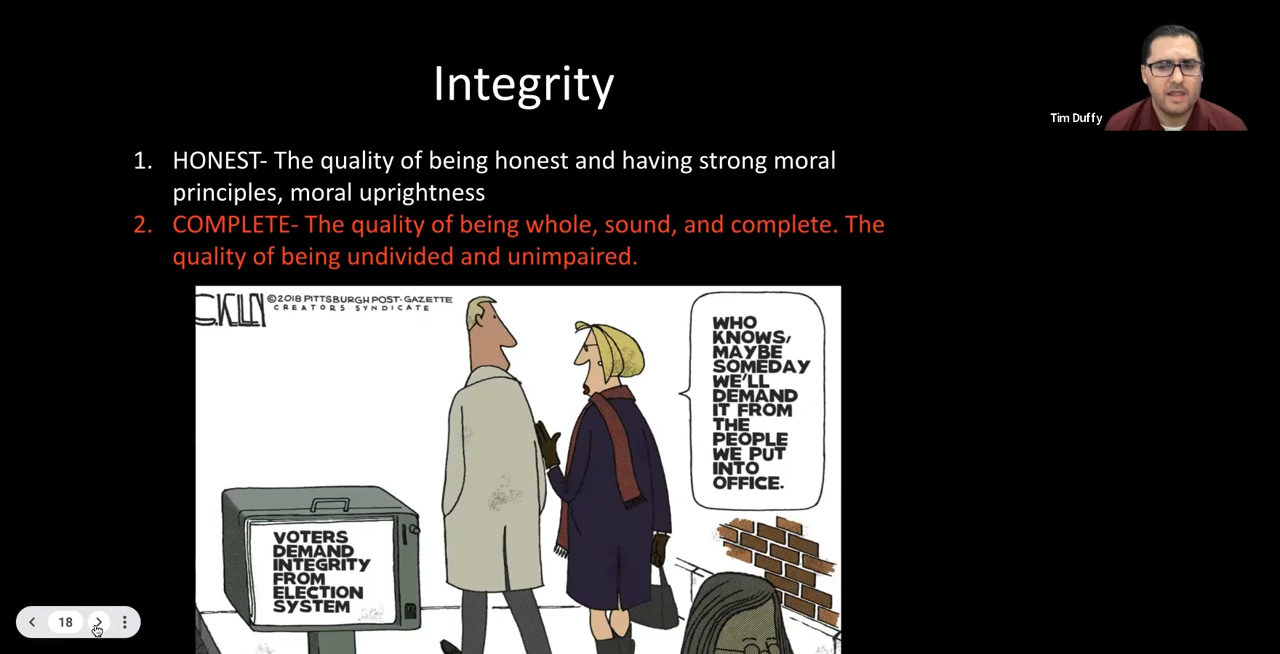 Integrity
Tim Duffy
1. HONEST- The quality of being honest and having strong moral
principles, moral uprightness
2. COMPLETE- The quality of being whole, sound, and complete. The
quality of being undivided and unimpaired.
©2018 PITTSBURGH POST-GAZETTE
CREATORS SYNDICATE
WHO
KNOWS,
MAYBE
SOMEDAY
WE'LL
DEMAND
IT FROM
THE
PEOPLE
WE PUT
INTO
OFFICE.
VOTERS
DEMAND
INTEGRITY
FROM
ELECTION
SYSTEM
18